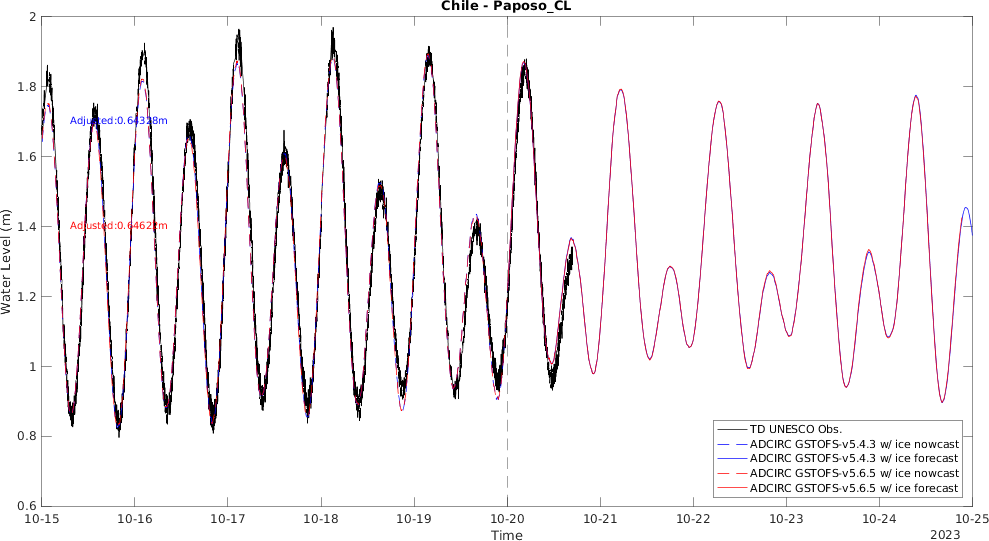 Chile - Paposo_CL
Water Level (m)
2
1.8
1.6
1.4
1.2
1
0.8
0.6
Adjusted:0.64328m
Adjusted:0.64622m
TD UNESCO Obs.
ADCIRC GSTOFS-v5.4.3 w/ ice nowcast
ADCIRC GSTOFS-v5.4.3 w/ ice forecast
ADCIRC GSTOFS-v5.6.5 w/ ice nowcast
ADCIRC GSTOFS-v5.6.5 w/ ice forecast
10-15 10-16 10-17 10-18 10-19 10-20 10-21 10-22 10-23 10-24 10-25
Time
2023